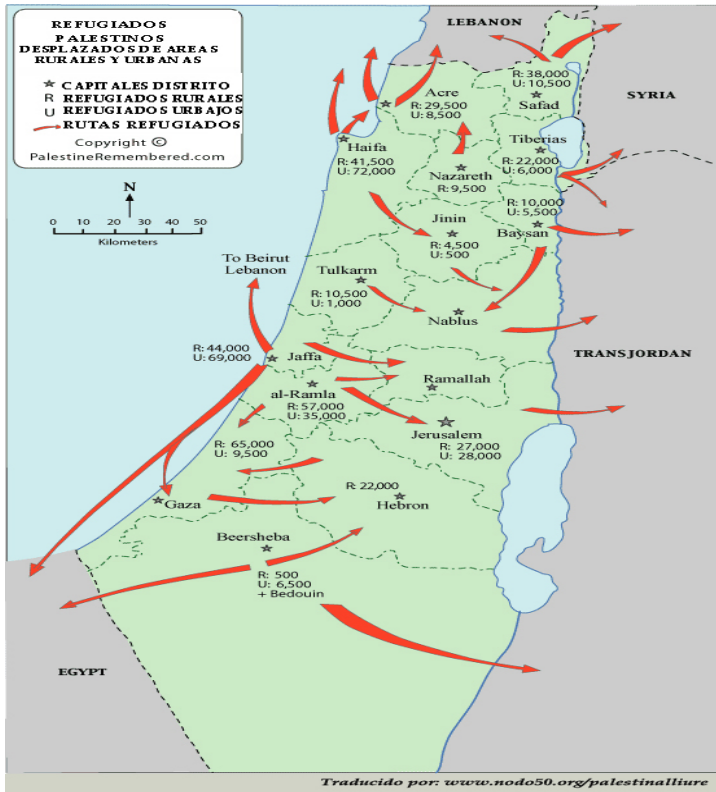 REFUGIADOS
PALESTINOS
DESPLAZADOS DE AREAS
RURALES Y URBANAS
CAPITALES DISTRITO
R REFUGIADOS RURALES
U REFUGIADOS URBAJOS
RUTAS REFUGIADOS
Copyright ©
PalestineRemembered.com
N
0 10 20 30 40 50
Kilometers
LEBANON
SYRIA
Acre
R: 29,500
U: 8,500
R: 38,000
U: 10,500
Safad
Haifa
R: 41,500
U: 72,000
Tiberias
R: 22,000
U: 6,000
Nazareth
R: 9,500
R: 10,000
U: 5,500
Baysan
Jinin
R: 4,500
U: 500
To Beirut
Lebanon
Tulkarm
R: 10,500
U: 1,000
Nablus
R: 44,000
U: 69,000
Jaffa
TRANSJORDAN
Ramallah
al-Ramla
R: 57,000
U: 35,000
Jerusalem
R: 27,000
U: 28,000
R: 65,000
U: 9,500
Gaza
R: 22,000
Hebron
Beersheba
R: 500
U: 6,500
+ Bedouin
EGYPT
Traducido por: www.nodo50.org/palestinalliure